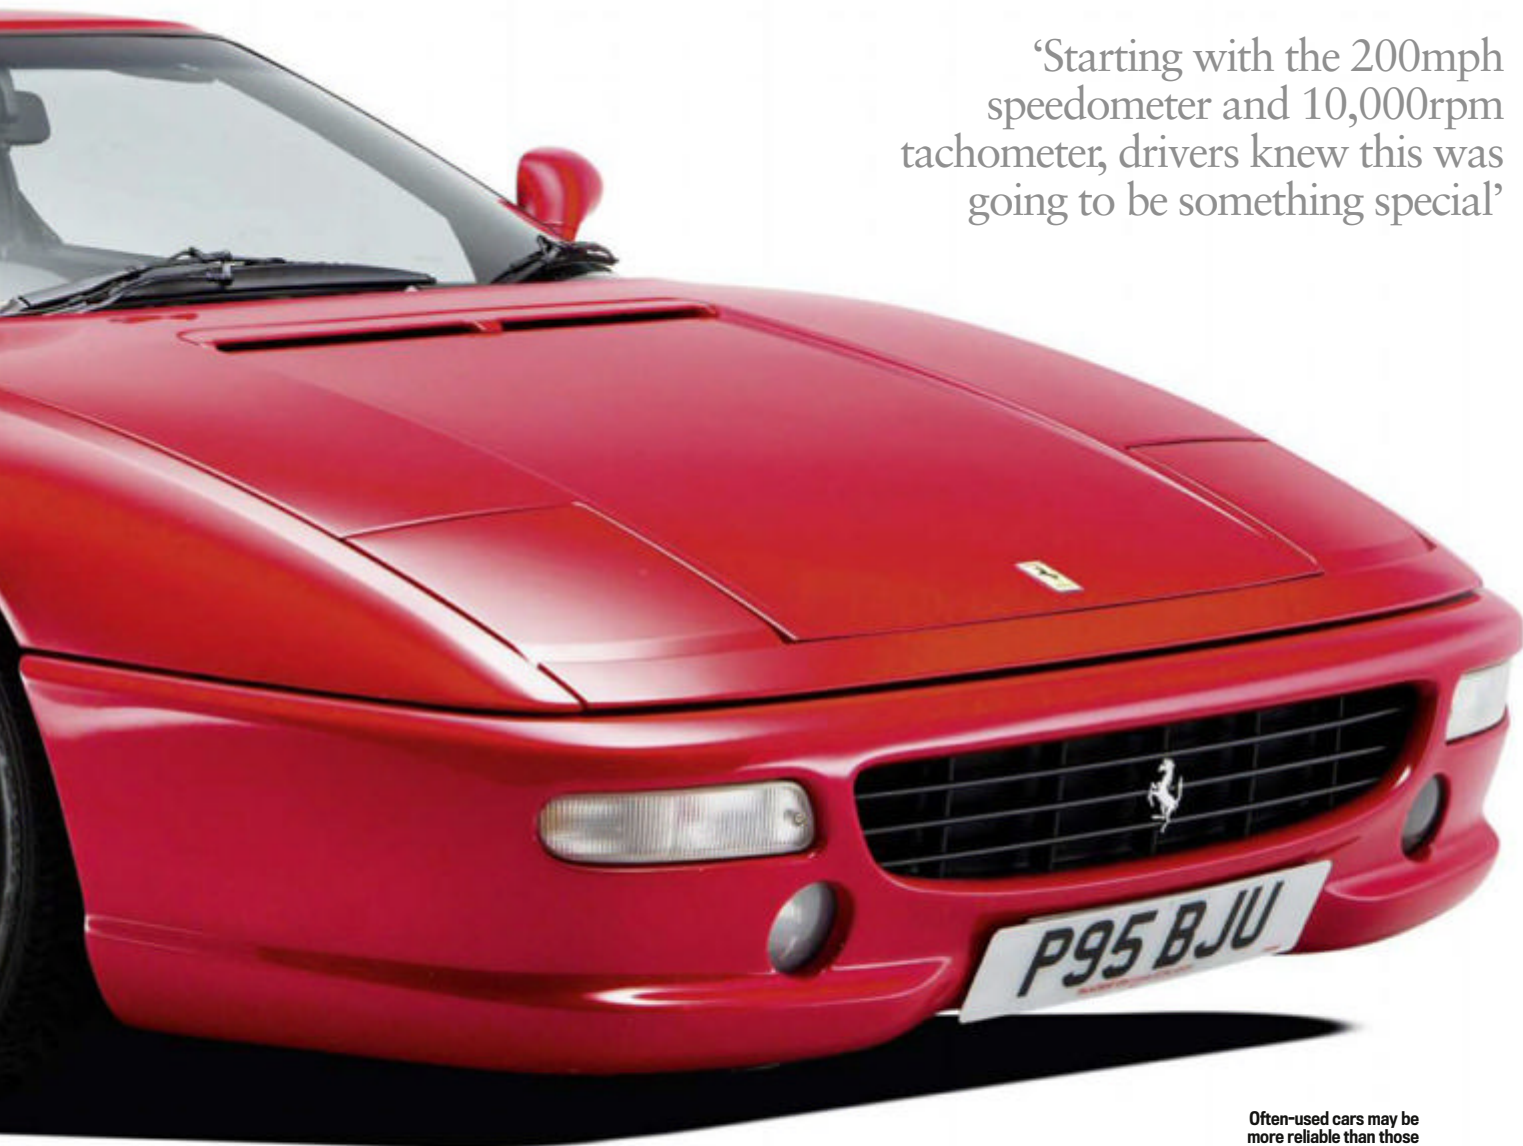 ‘Starting with the 200mph
speedometer and 10,000rpm
tachometer, drivers knew this was
going to be something special’
P95 BJU
Often-used cars may be
more reliable than those